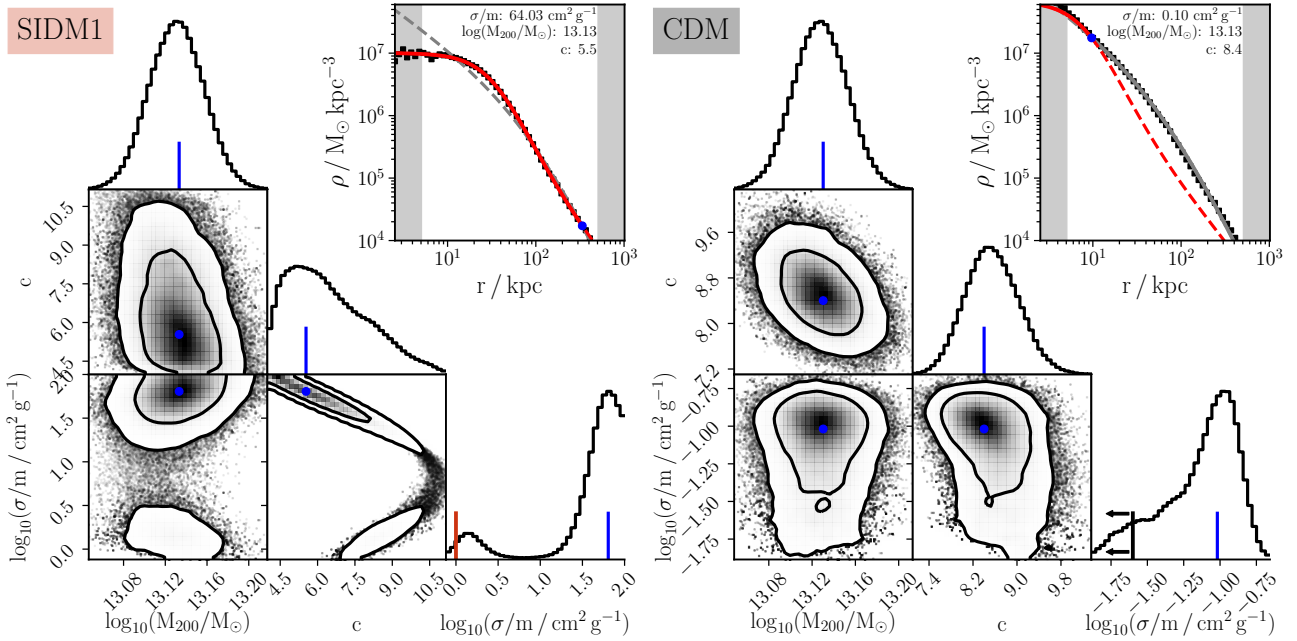 SIDM1
σ/m: 64.03 cm² g⁻¹
log(M₂₀₀/M⊙): 13.13
c: 5.5
10⁷
10⁶
10⁵
10⁴
ρ / M⊙ kpc⁻³
10¹ 10² 10³
r / kpc
10.5
9.0
7.5
6.0
4.5
c
2.0
1.5
1.0
0.5
0.0
log₁₀(σ/m / cm² g⁻¹)
13.08 13.12 13.16 13.20
log₁₀(M₂₀₀/M⊙)
4.5 6.0 7.5 9.0 10.5
c
0.0 0.5 1.0 1.5 2.0
log₁₀(σ/m / cm² g⁻¹)
CDM
σ/m: 0.10 cm² g⁻¹
log(M₂₀₀/M⊙): 13.13
c: 8.4
10⁷
10⁶
10⁵
10⁴
ρ / M⊙ kpc⁻³
10¹ 10² 10³
r / kpc
9.6
8.8
8.0
7.2
c
−0.75
−1.00
−1.25
−1.50
−1.75
log₁₀(σ/m / cm² g⁻¹)
13.08 13.12 13.16 13.20
log₁₀(M₂₀₀/M⊙)
7.4 8.2 9.0 9.8
c
−1.75 −1.50 −1.25 −1.00 −0.75
log₁₀(σ/m / cm² g⁻¹)